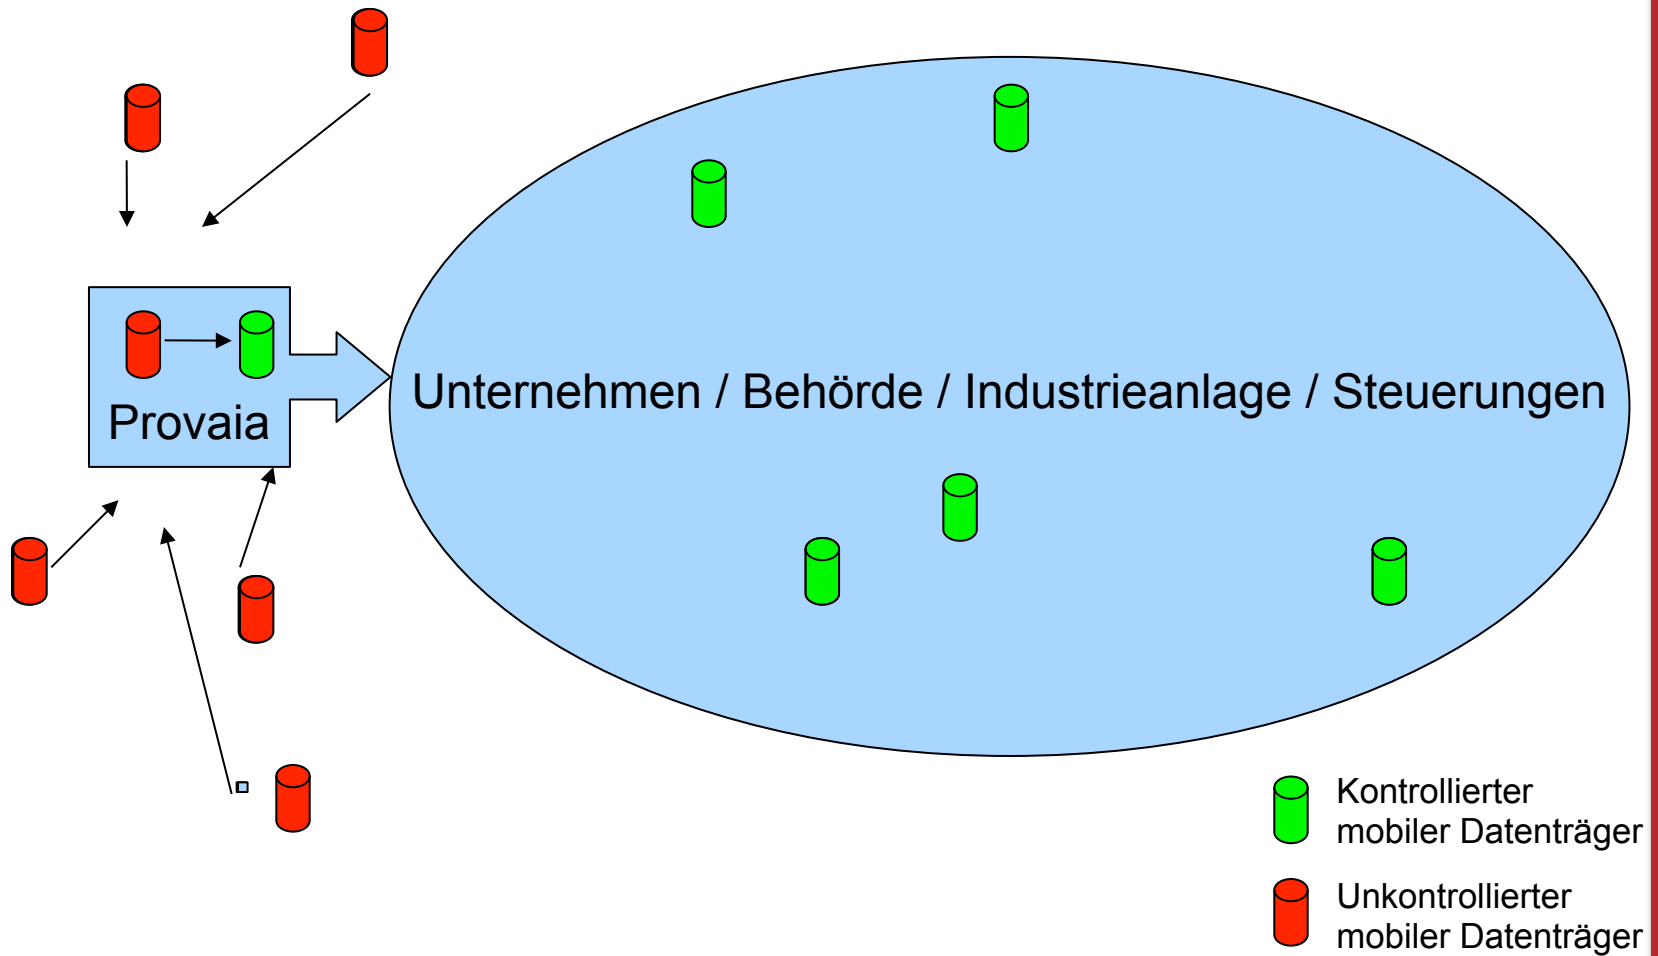 Unternehmen / Behörde / Industrieanlage / Steuerungen
Provaia
Kontrollierter
mobiler Datenträger
Unkontrollierter
mobiler Datenträger